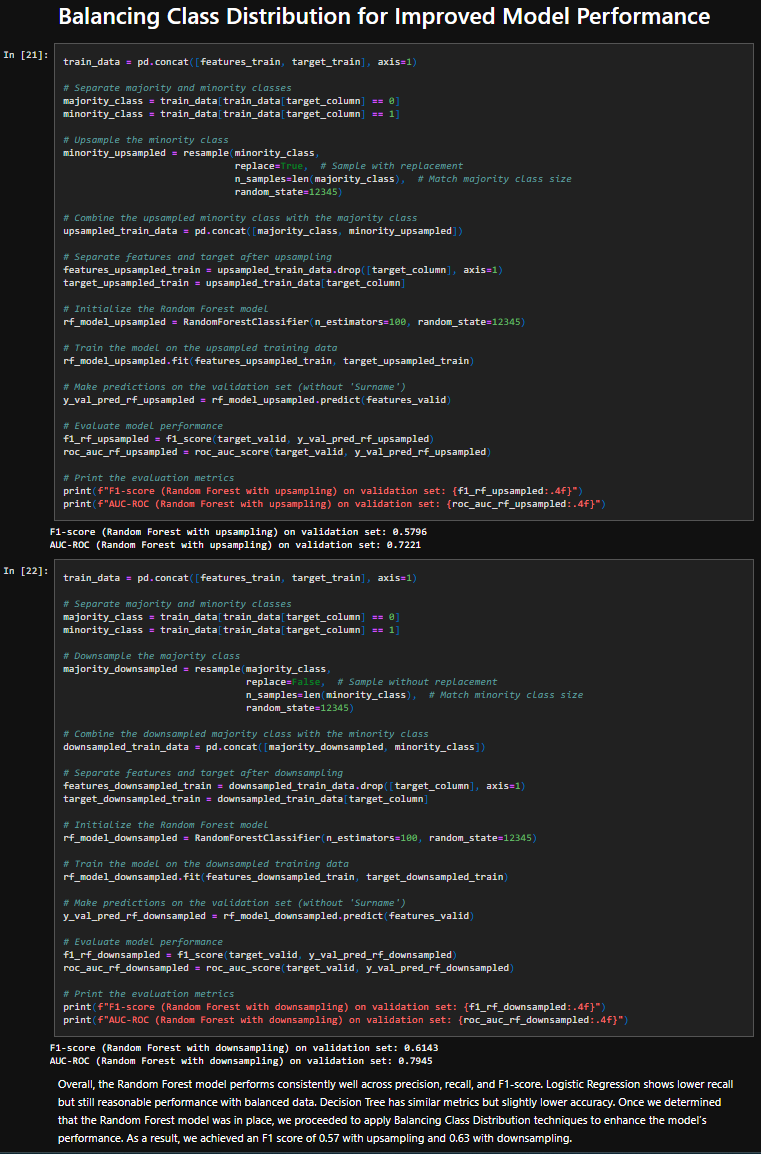 Balancing Class Distribution for Improved Model Performance
In [21]:
train_data = pd.concat([features_train, target_train], axis=1)
# Separate majority and minority classes
majority_class = train_data[train_data[target_column] == 0]
minority_class = train_data[train_data[target_column] == 1]
# Upsample the minority class
minority_upsampled = resample(minority_class,
replace=True,  # Sample with replacement
n_samples=len(majority_class),  # Match majority class size
random_state=12345)
# Combine the upsampled minority class with the majority class
upsampled_train_data = pd.concat([majority_class, minority_upsampled])
# Separate features and target after upsampling
features_upsampled_train = upsampled_train_data.drop([target_column], axis=1)
target_upsampled_train = upsampled_train_data[target_column]
# Initialize the Random Forest model
rf_model_upsampled = RandomForestClassifier(n_estimators=100, random_state=12345)
# Train the model on the upsampled training data
rf_model_upsampled.fit(features_upsampled_train, target_upsampled_train)
# Make predictions on the validation set (without 'Surname')
y_val_pred_rf_upsampled = rf_model_upsampled.predict(features_valid)
# Evaluate model performance
f1_rf_upsampled = f1_score(target_valid, y_val_pred_rf_upsampled)
roc_auc_rf_upsampled = roc_auc_score(target_valid, y_val_pred_rf_upsampled)
# Print the evaluation metrics
print(f"F1-score (Random Forest with upsampling) on validation set: {f1_rf_upsampled:.4f}")
print(f"AUC-ROC (Random Forest with upsampling) on validation set: {roc_auc_rf_upsampled:.4f}")
F1-score (Random Forest with upsampling) on validation set: 0.5796
AUC-ROC (Random Forest with upsampling) on validation set: 0.7221
In [22]:
train_data = pd.concat([features_train, target_train], axis=1)
# Separate majority and minority classes
majority_class = train_data[train_data[target_column] == 0]
minority_class = train_data[train_data[target_column] == 1]
# Downsample the majority class
majority_downsampled = resample(majority_class,
replace=False,  # Sample without replacement
n_samples=len(minority_class),  # Match minority class size
random_state=12345)
# Combine the downsampled majority class with the minority class
downsampled_train_data = pd.concat([majority_downsampled, minority_class])
# Separate features and target after downsampling
features_downsampled_train = downsampled_train_data.drop([target_column], axis=1)
target_downsampled_train = downsampled_train_data[target_column]
# Initialize the Random Forest model
rf_model_downsampled = RandomForestClassifier(n_estimators=100, random_state=12345)
# Train the model on the downsampled training data
rf_model_downsampled.fit(features_downsampled_train, target_downsampled_train)
# Make predictions on the validation set (without 'Surname')
y_val_pred_rf_downsampled = rf_model_downsampled.predict(features_valid)
# Evaluate model performance
f1_rf_downsampled = f1_score(target_valid, y_val_pred_rf_downsampled)
roc_auc_rf_downsampled = roc_auc_score(target_valid, y_val_pred_rf_downsampled)
# Print the evaluation metrics
print(f"F1-score (Random Forest with downsampling) on validation set: {f1_rf_downsampled:.4f}")
print(f"AUC-ROC (Random Forest with downsampling) on validation set: {roc_auc_rf_downsampled:.4f}")
F1-score (Random Forest with downsampling) on validation set: 0.6143
AUC-ROC (Random Forest with downsampling) on validation set: 0.7945
Overall, the Random Forest model performs consistently well across precision, recall, and F1-score. Logistic Regression shows lower recall
but still reasonable performance with balanced data. Decision Tree has similar metrics but slightly lower accuracy. Once we determined
that the Random Forest model was in place, we proceeded to apply Balancing Class Distribution techniques to enhance the model's
performance. As a result, we achieved an F1 score of 0.57 with upsampling and 0.63 with downsampling.